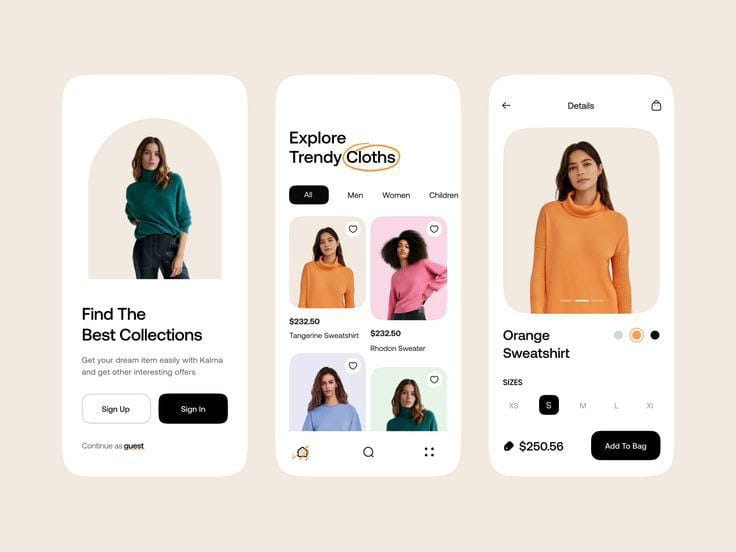 Find The
Best Collections
Get your dream item easily with Kalrna
and get other interesting offers
Sign Up
Sign In
Continue as guest
Explore
Trendy Cloths
All
Men
Women
Children
$232.50
Tangerine Sweatshirt
$232.50
Rhodon Sweater
Details
Orange
Sweatshirt
SIZES
XS
S
M
L
Xl
$250.56
Add To Bag